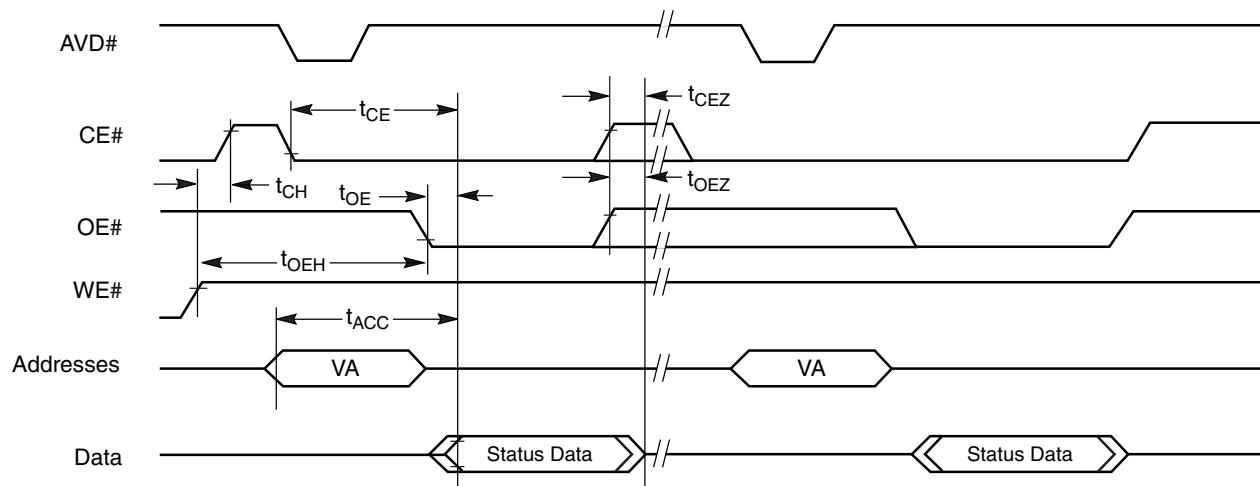 AVD#
tCEZ
tCE
CE#
tCH
tOE
tOEZ
OE#
tOEH
WE#
tACC
Addresses
VA
VA
Data
Status Data
Status Data